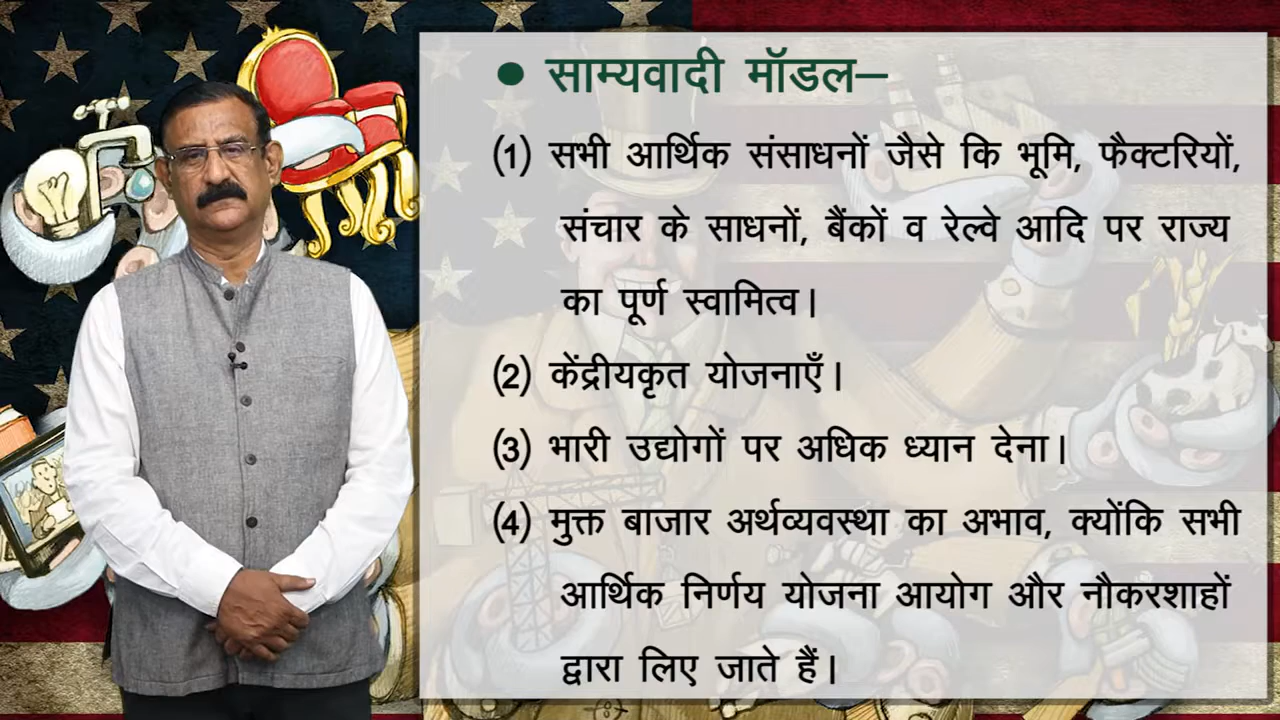 ● साम्यवादी मॉडल–
(1) सभी आर्थिक संसाधनों जैसे कि भूमि, फैक्टरियों,
संचार के साधनों, बैंकों व रेल्वे आदि पर राज्य
का पूर्ण स्वामित्व।
(2) केंद्रीयकृत योजनाएँ।
(3) भारी उद्योगों पर अधिक ध्यान देना।
(4) मुक्त बाजार अर्थव्यवस्था का अभाव, क्योंकि सभी
आर्थिक निर्णय योजना आयोग और नौकरशाहों
द्वारा लिए जाते हैं।